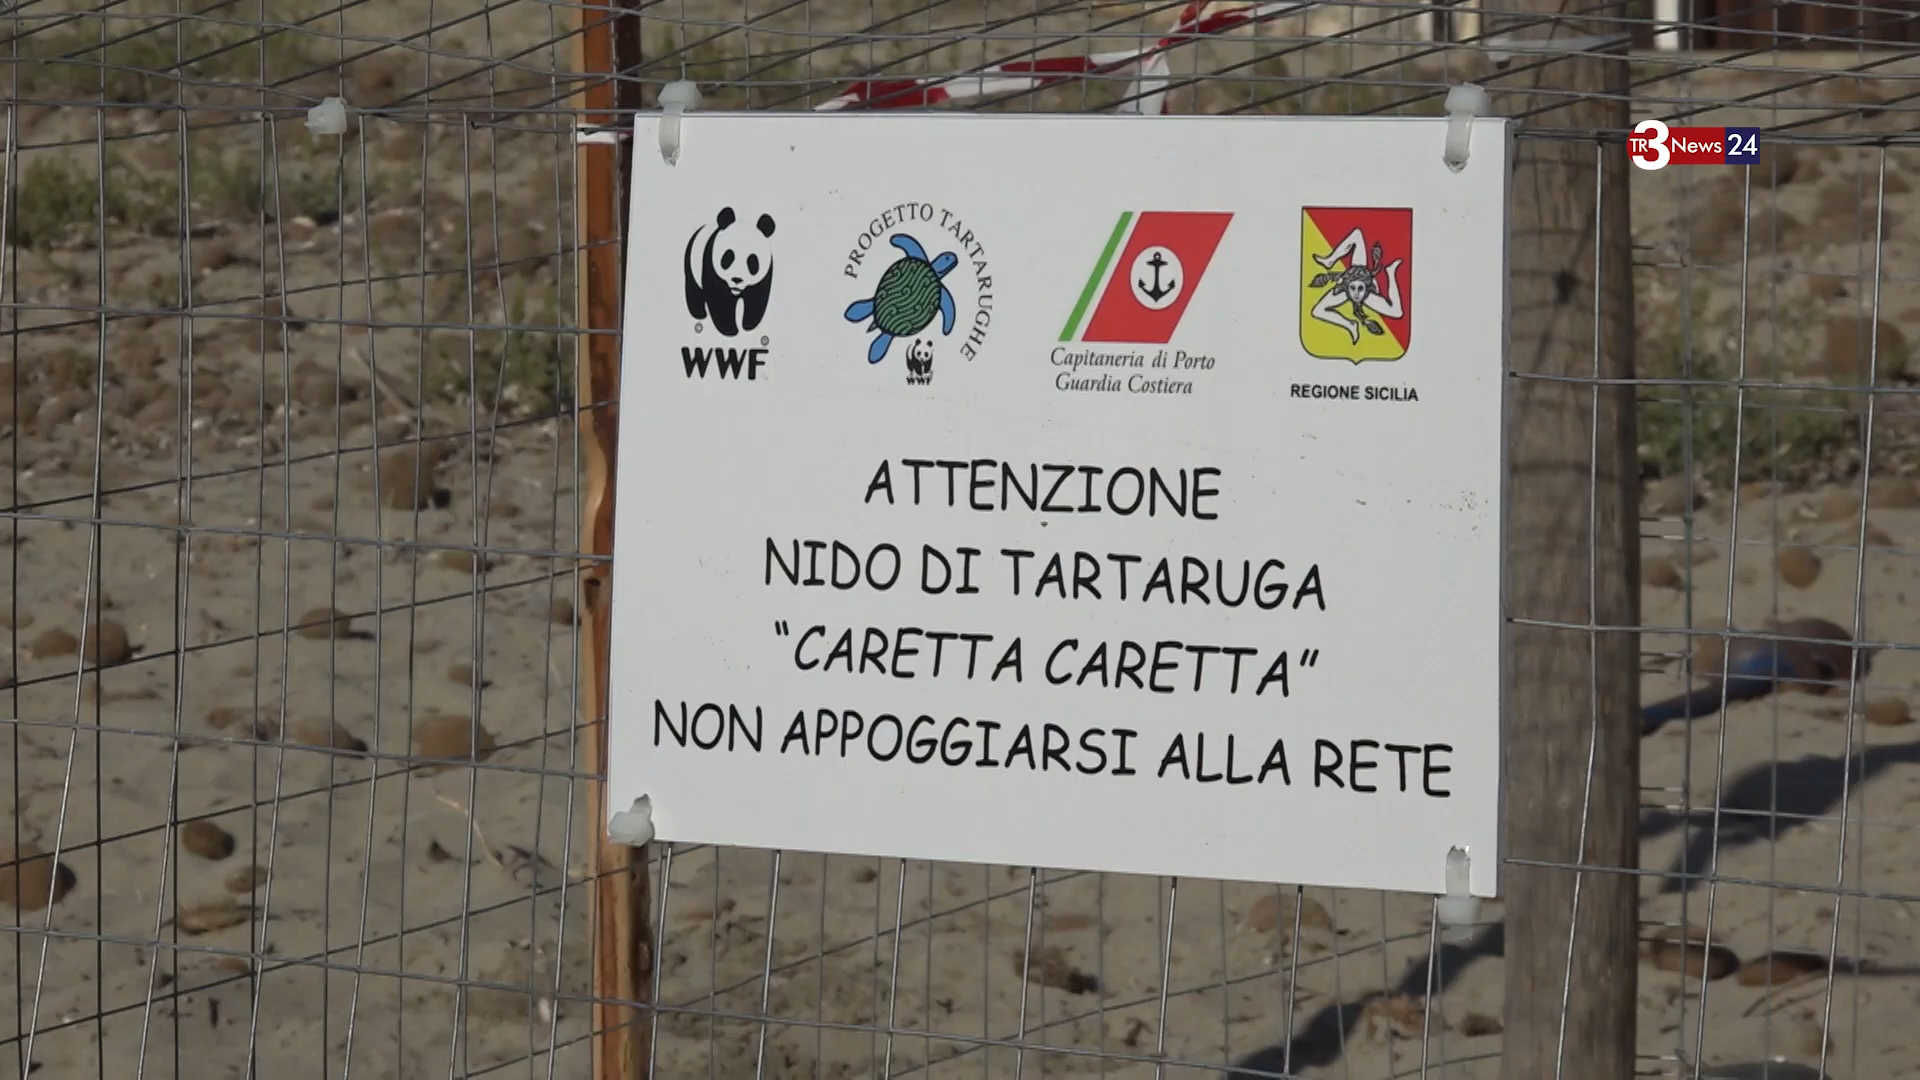 TR3 News 24
PROGETTO TARTARUGHE
WWF
WWF
Capitaneria di Porto
Guardia Costiera
REGIONE SICILIA
ATTENZIONE
NIDO DI TARTARUGA
“CARETTA CARETTA”
NON APPOGGIARSI ALLA RETE